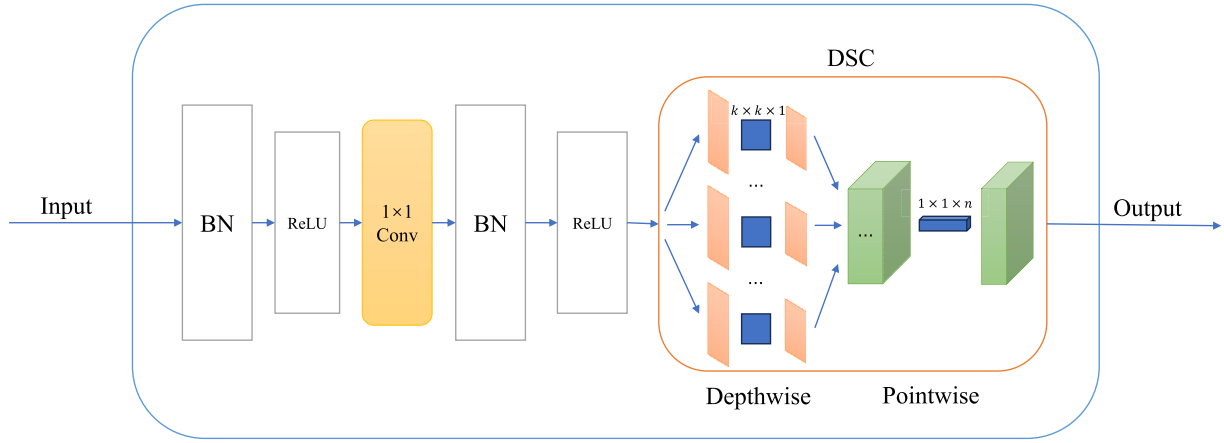 DSC
k × k × 1
Input
BN
ReLU
1×1
Conv
BN
ReLU
...
...
...
1 × 1 × n
Output
Depthwise
Pointwise